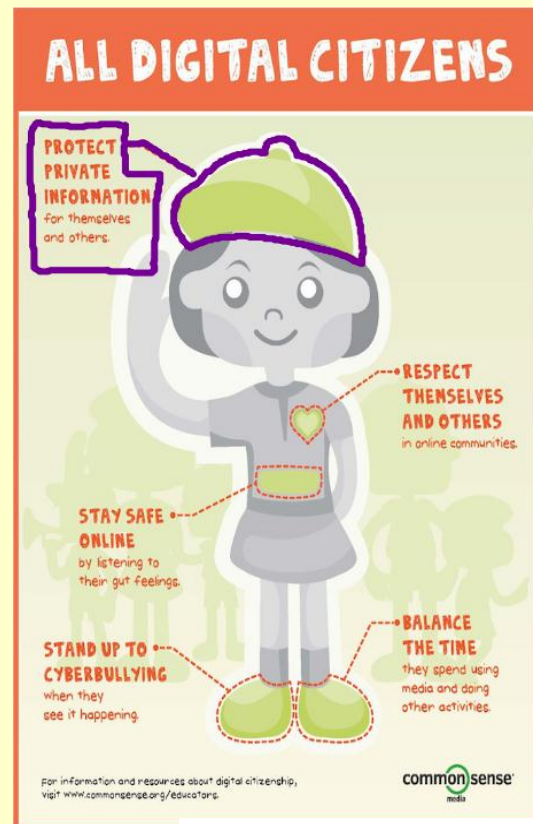 ALL DIGITAL CITIZENS
PROTECT
PRIVATE
INFORMATION
for themselves
and others.
RESPECT
THEMSELVES
AND OTHERS
in online communities.
STAY SAFE
ONLINE
by listening to
their gut feelings.
STAND UP TO
CYBERBULLYING
when they
see it happening.
BALANCE
THE TIME
they spend using
media and doing
other activities.
For information and resources about digital citizenship,
visit www.commonsense.org/educators.
common sense®
media